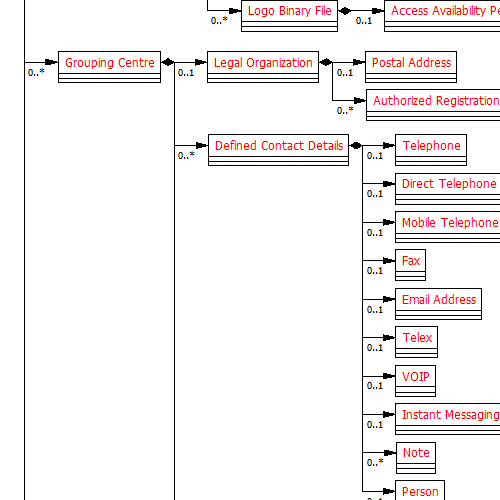 Logo Binary File
Access Availability Pe
0..*
0..1
Grouping Centre
Legal Organization
Postal Address
0..*
0..1
0..1
Authorized Registration
0..*
Defined Contact Details
Telephone
0..*
0..1
Direct Telephone
0..1
Mobile Telephone
0..1
Fax
0..1
Email Address
0..1
Telex
0..1
VOIP
0..1
Instant Messaging
0..1
Note
0..*
Person